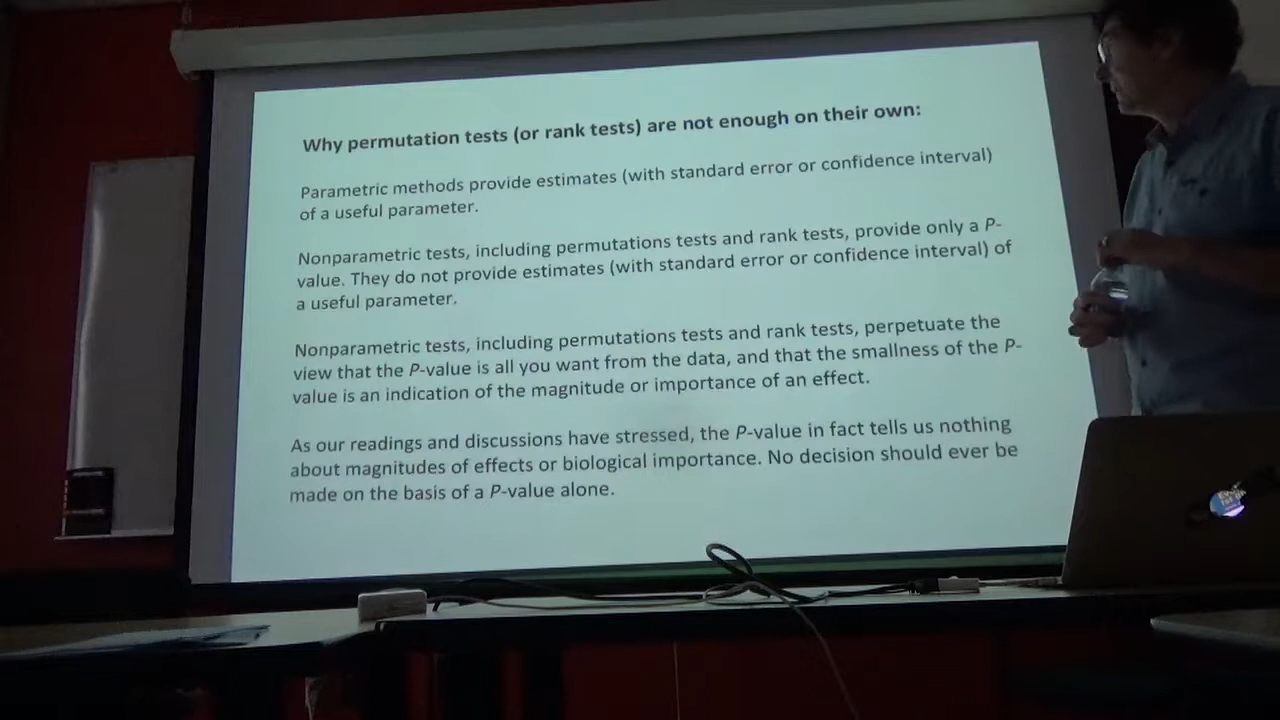 Why permutation tests (or rank tests) are not enough on their own:
Parametric methods provide estimates (with standard error or confidence interval)
of a useful parameter.
Nonparametric tests, including permutations tests and rank tests, provide only a P-
value. They do not provide estimates (with standard error or confidence interval) of
a useful parameter.
Nonparametric tests, including permutations tests and rank tests, perpetuate the
view that the P-value is all you want from the data, and that the smallness of the P-
value is an indication of the magnitude or importance of an effect.
As our readings and discussions have stressed, the P-value in fact tells us nothing
about magnitudes of effects or biological importance. No decision should ever be
made on the basis of a P-value alone.